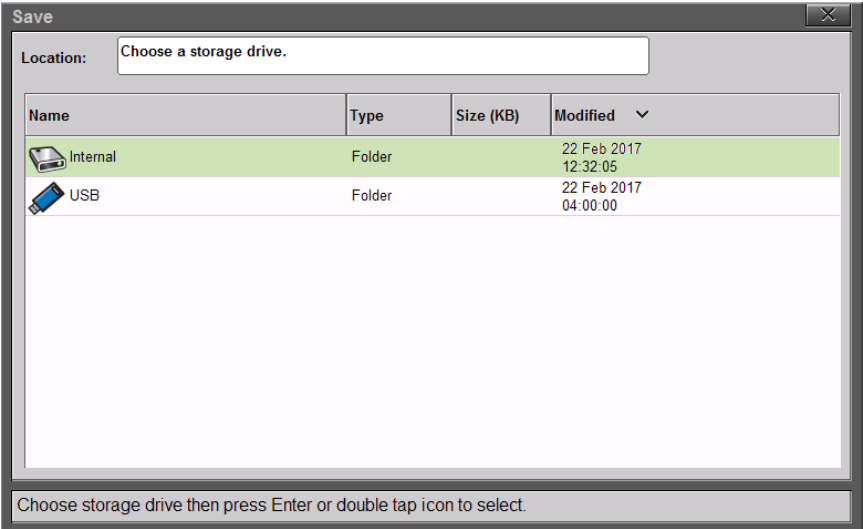 Save
Location: Choose a storage drive.
Name Type Size (KB) Modified
Internal Folder 22 Feb 2017
12:32:05
USB Folder 22 Feb 2017
04:00:00
Choose storage drive then press Enter or double tap icon to select.